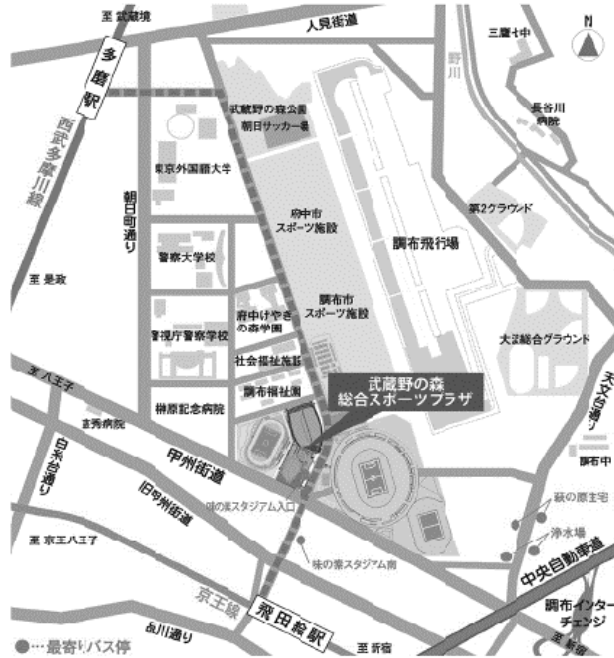 至 武蔵境
人見街道
N
三鷹七中
多磨駅
野川
武蔵野の森公園
朝日サッカー場
長谷川
病院
西武多摩川線
東京外国語大学
朝日町通り
府中市
スポーツ施設
第2グラウンド
調布飛行場
警察大学校
至 是政
府中けやき
の森学園
調布市
スポーツ施設
警視庁警察学校
大沢総合グラウンド
社会福祉施設
至 八王子
調布福祉園
武蔵野の森
総合スポーツプラザ
天文台通り
榊原記念病院
白糸台通り
甲州街道
旧甲州街道
味の素スタジアム入口
萩の原住宅
浄水場
至 京王八王子
味の素スタジアム南
中央自動車道
京王線
飛田給駅
調布インター
チェンジ
品川通り
至 新宿
至 新宿
●…最寄りバス停